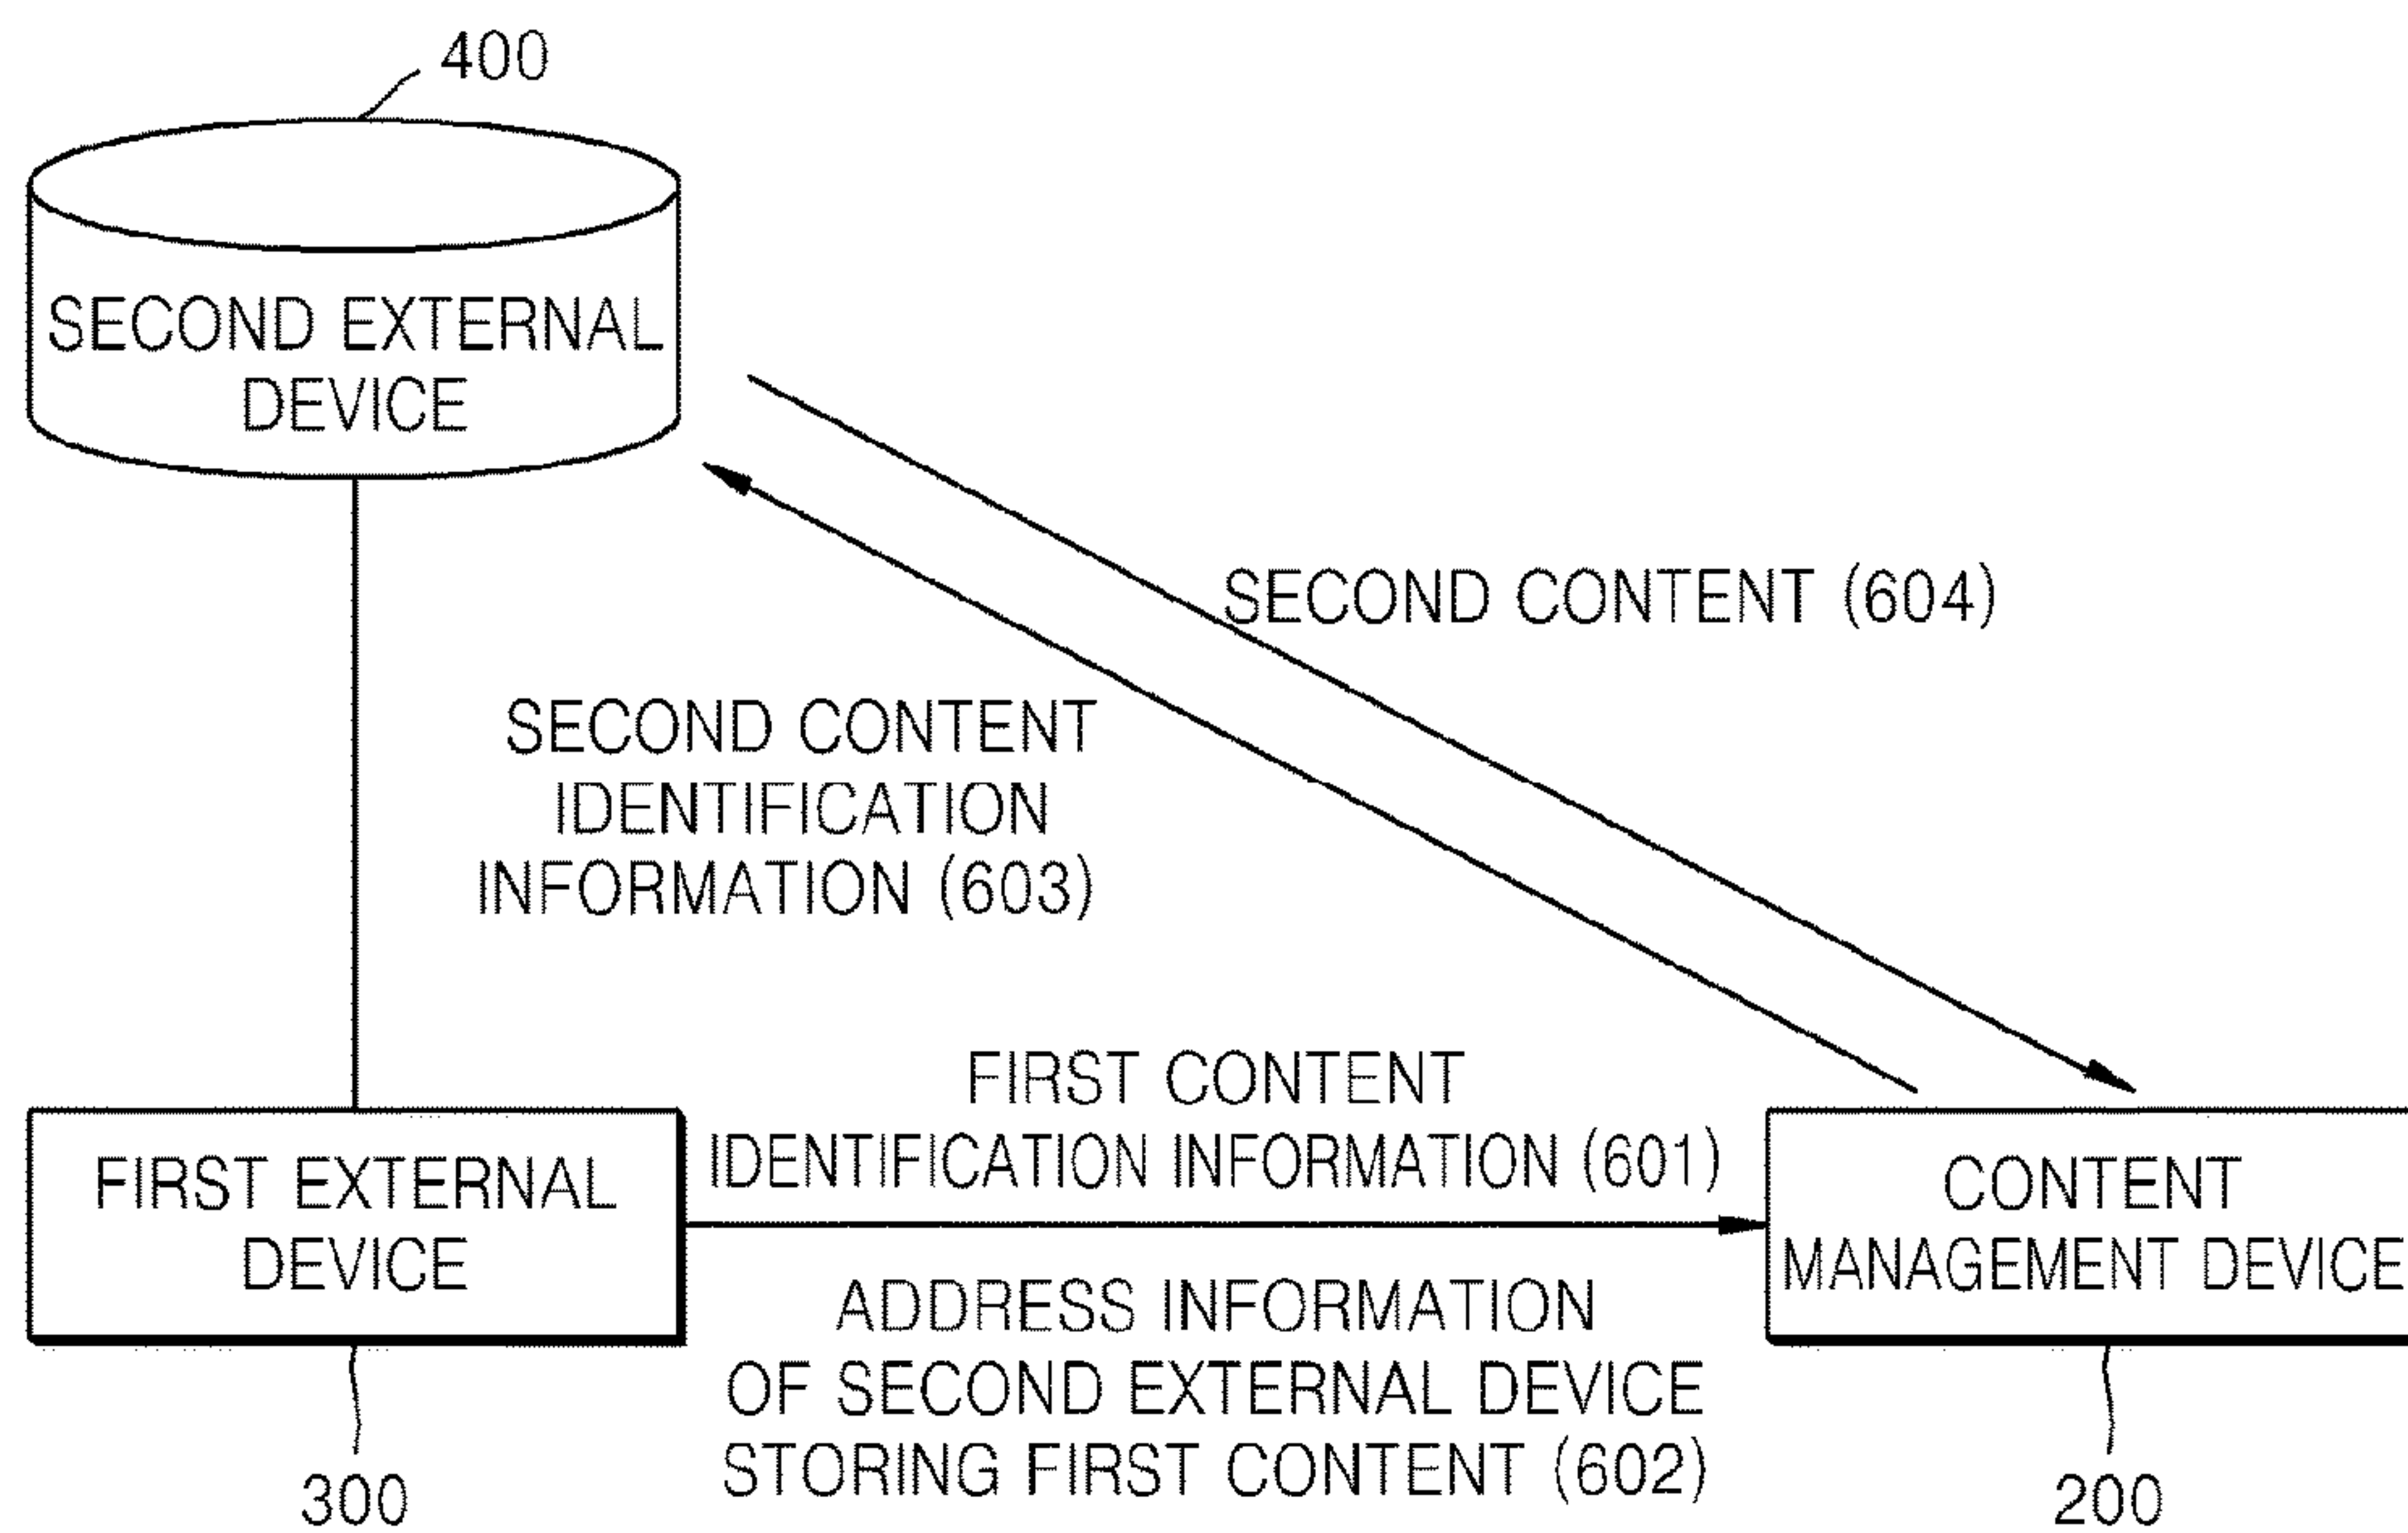 400
SECOND EXTERNAL
DEVICE
SECOND CONTENT (604)
SECOND CONTENT
IDENTIFICATION
INFORMATION (603)
FIRST CONTENT
IDENTIFICATION INFORMATION (601)
FIRST EXTERNAL
DEVICE
CONTENT
MANAGEMENT DEVICE
ADDRESS INFORMATION
OF SECOND EXTERNAL DEVICE
STORING FIRST CONTENT (602)
300
200